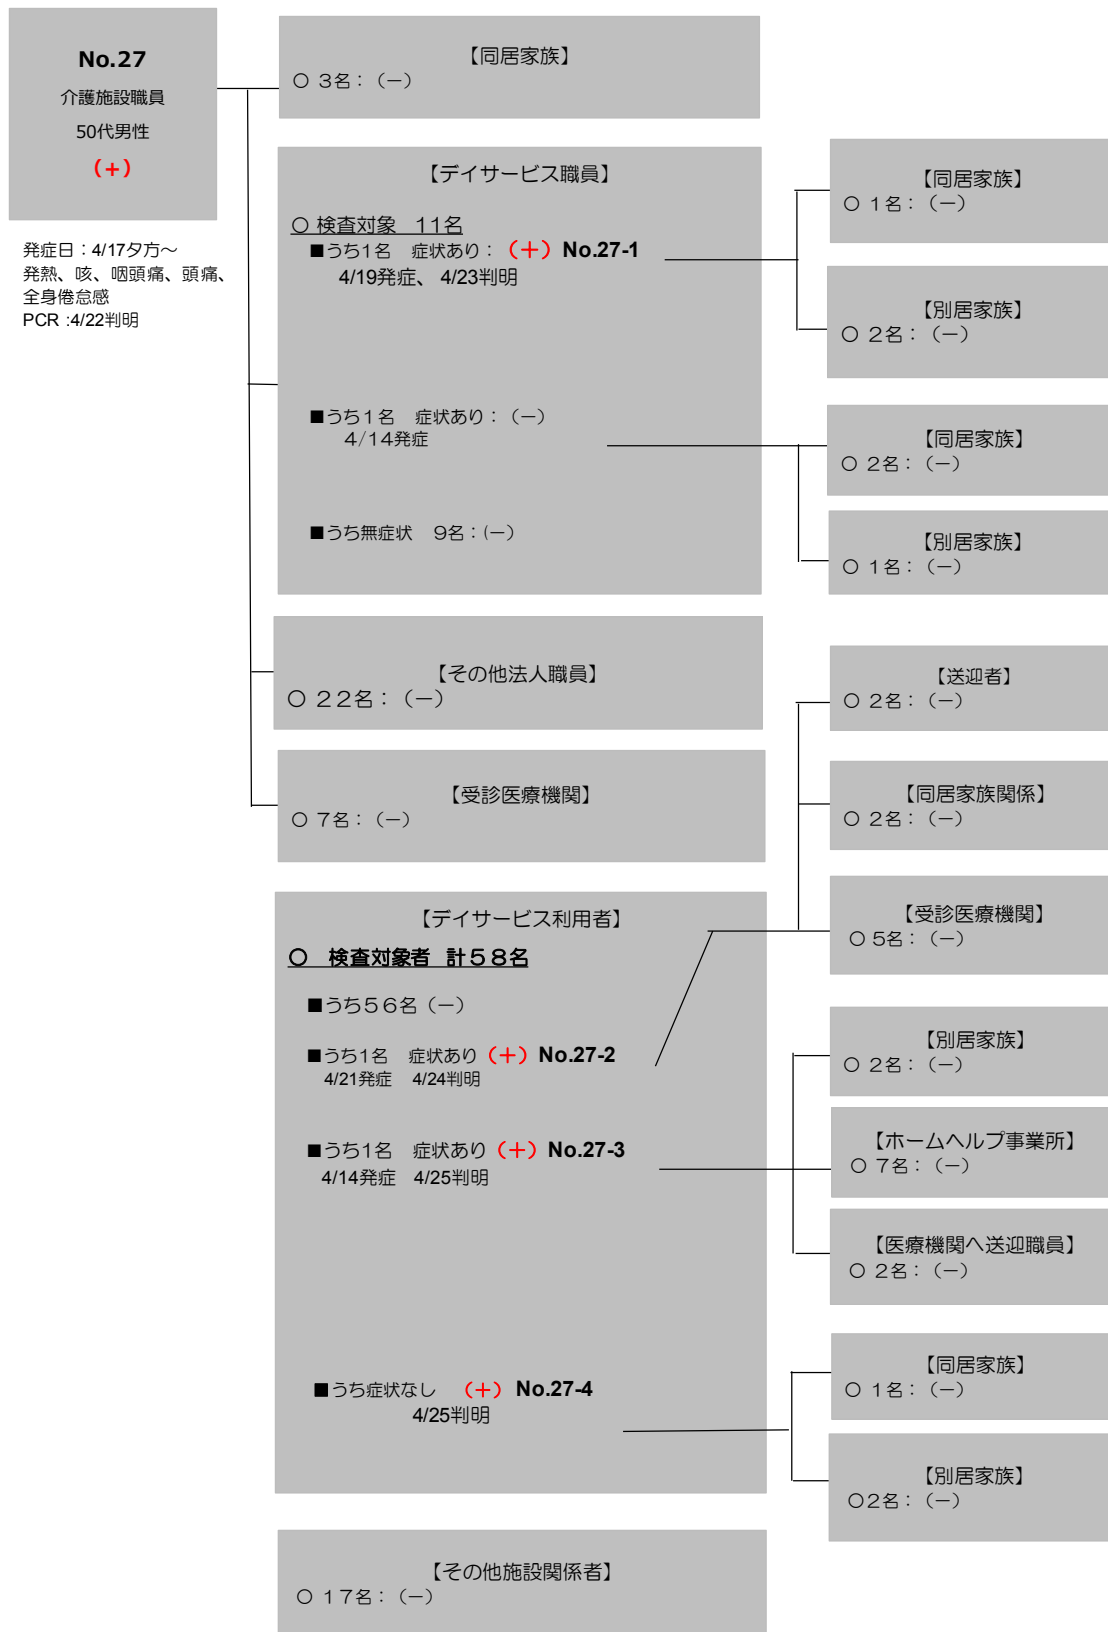 No.27
介護施設職員
50代男性
（+）
発症日：4/17夕方～
発熱、咳、咽頭痛、頭痛、
全身倦怠感
PCR :4/22判明
【同居家族】
〇 3名：（－）
【デイサービス職員】
〇 検査対象　11名
■うち1名　症状あり：（＋）No.27-1
4/19発症、4/23判明
■うち１名　症状あり：（－）
4/14発症
■うち無症状　9名：(－）
【同居家族】
〇 １名：（－）
【別居家族】
〇 ２名：（－）
【同居家族】
〇 ２名：（－）
【別居家族】
〇 １名：（－）
【その他法人職員】
〇 ２２名：（－）
【受診医療機関】
〇 ７名：（－）
【デイサービス利用者】
〇　検査対象者 計５８名
■うち５６名（－）
■うち1名　症状あり（＋）No.27-2
4/21発症　4/24判明
■うち1名　症状あり（＋）No.27-3
4/14発症　4/25判明
■うち症状なし　（＋）No.27-4
4/25判明
【送迎者】
〇 ２名：（－）
【同居家族関係】
〇 ２名：（－）
【受診医療機関】
〇 5名：（－）
【別居家族】
〇 ２名：（－）
【ホームヘルプ事業所】
〇 ７名：（－）
【医療機関へ送迎職員】
〇 ２名：（－）
【同居家族】
〇 １名：（－）
【別居家族】
〇２名：（－）
【その他施設関係者】
〇 １７名：（－）